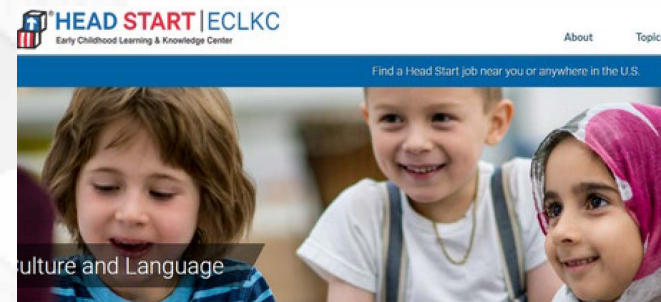 HEAD START | ECLKC
Early Childhood Learning & Knowledge Center
About Topic
Find a Head Start job near you or anywhere in the U.S.
ulture and Language